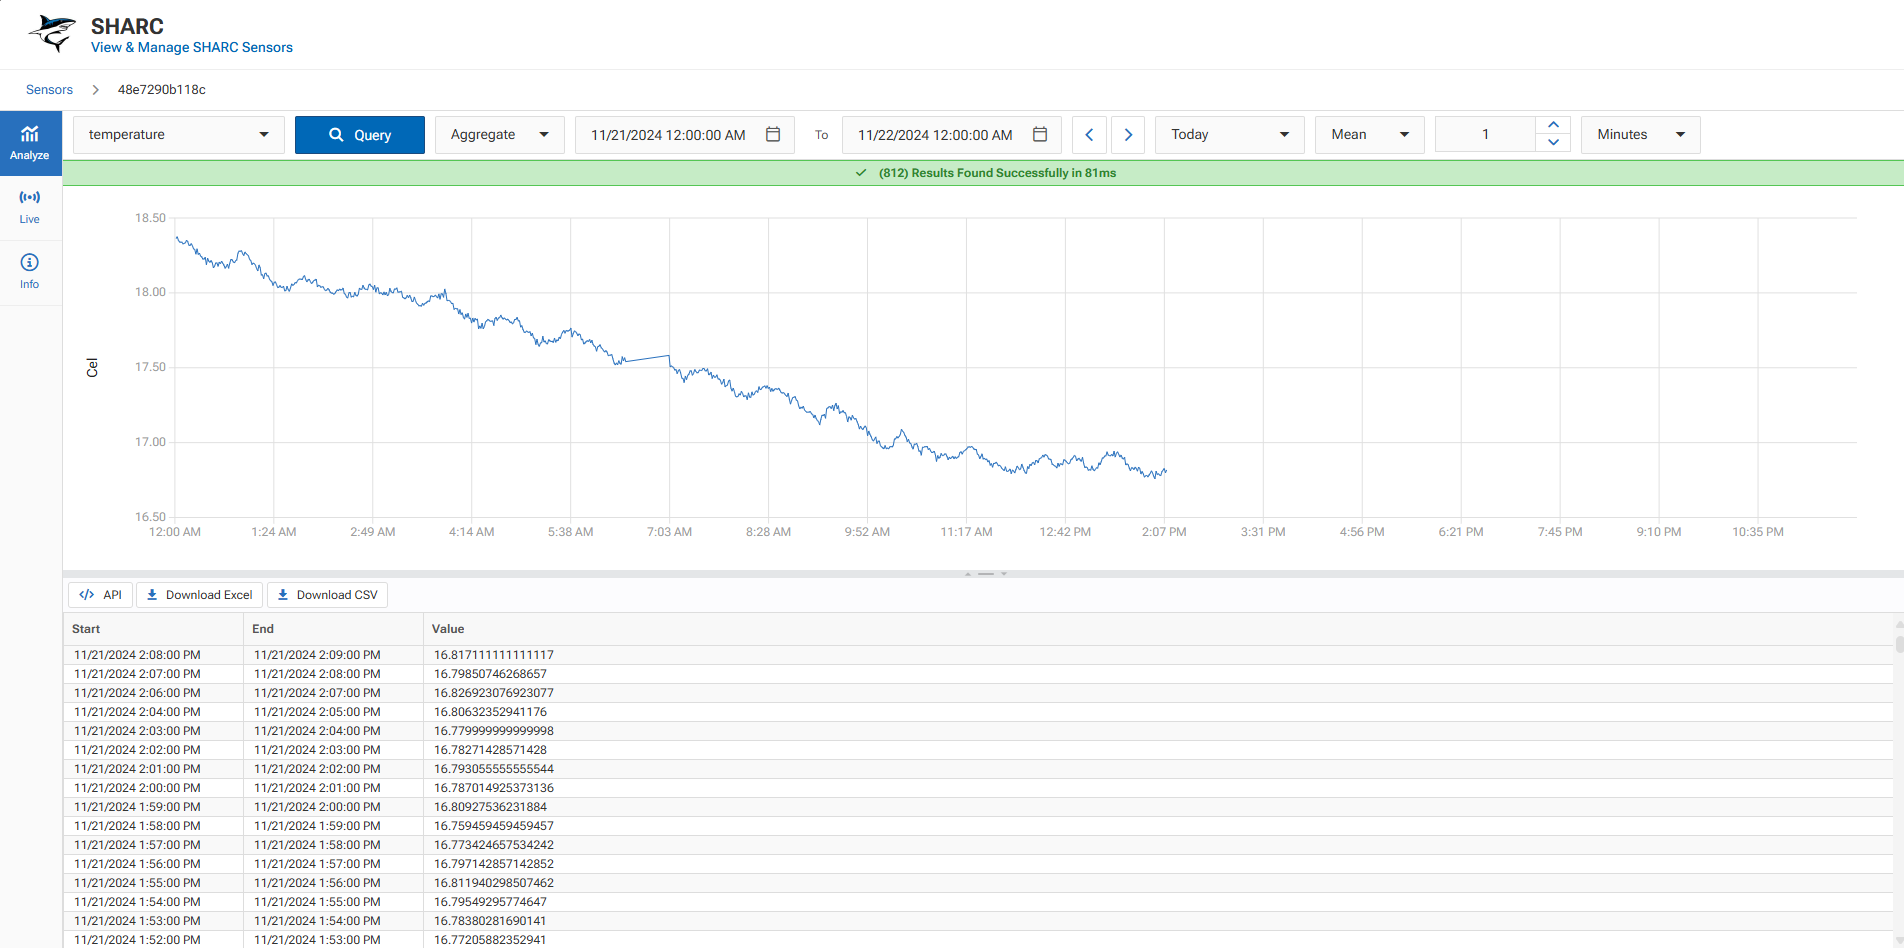 SHARC
View & Manage SHARC Sensors
Sensors > 48e7290b118c
temperature Query Aggregate 11/21/2024 12:00:00 AM To 11/22/2024 12:00:00 AM Today Mean 1 Minutes
Analyze
Live
Info
(812) Results Found Successfully in 81ms
18.50
18.00
17.50
17.00
16.50
Cel
12:00 AM 1:24 AM 2:49 AM 4:14 AM 5:38 AM 7:03 AM 8:28 AM 9:52 AM 11:17 AM 12:42 PM 2:07 PM 3:31 PM 4:56 PM 6:21 PM 7:45 PM 9:10 PM 10:35 PM
API Download Excel Download CSV
Start End Value
11/21/2024 2:08:00 PM 11/21/2024 2:09:00 PM 16.817111111111117
11/21/2024 2:07:00 PM 11/21/2024 2:08:00 PM 16.79850746268657
11/21/2024 2:06:00 PM 11/21/2024 2:07:00 PM 16.826923076923077
11/21/2024 2:04:00 PM 11/21/2024 2:05:00 PM 16.80632352941176
11/21/2024 2:03:00 PM 11/21/2024 2:04:00 PM 16.779999999999998
11/21/2024 2:02:00 PM 11/21/2024 2:03:00 PM 16.78271428571428
11/21/2024 2:01:00 PM 11/21/2024 2:02:00 PM 16.793055555555544
11/21/2024 2:00:00 PM 11/21/2024 2:01:00 PM 16.787014925373136
11/21/2024 1:59:00 PM 11/21/2024 2:00:00 PM 16.80927536231884
11/21/2024 1:58:00 PM 11/21/2024 1:59:00 PM 16.759459459459457
11/21/2024 1:57:00 PM 11/21/2024 1:58:00 PM 16.773424657534242
11/21/2024 1:56:00 PM 11/21/2024 1:57:00 PM 16.797142857142852
11/21/2024 1:55:00 PM 11/21/2024 1:56:00 PM 16.811940298507462
11/21/2024 1:54:00 PM 11/21/2024 1:55:00 PM 16.79549295774647
11/21/2024 1:53:00 PM 11/21/2024 1:54:00 PM 16.78380281690141
11/21/2024 1:52:00 PM 11/21/2024 1:53:00 PM 16.77205882352941